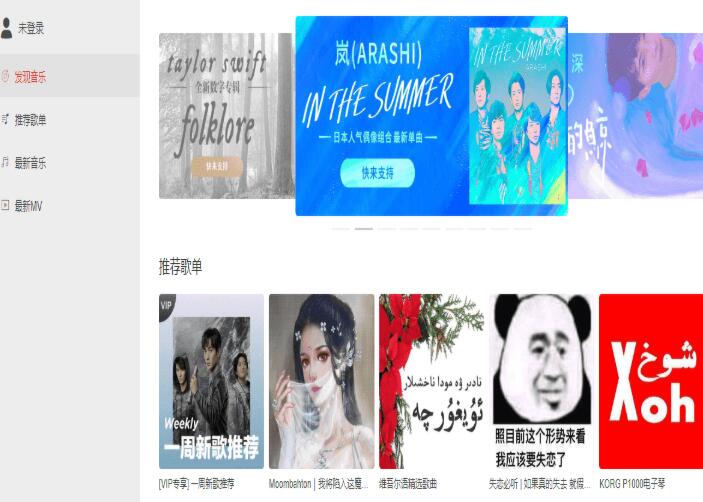 未登录
发现音乐
推荐歌单
最新音乐
最新MV
taylor swift
全新数字专辑
folklore
快来支持
岚(ARASHI)
IN THE SUMMER
日本人气偶像组合 最新单曲
快来支持
IN THE SUMMER
ARASHI
深
的鲸
推荐歌单
VIP
Weekly
一周新歌推荐
نادىر ۋە مودا ناخشىلار
ئۇيغۇرچە
照目前这个形势来看
我应该要失恋了
شوخ
Xoh
[VIP专享] 一周新歌推荐
Moombahton | 我将陷入这魔...
维吾尔语精选歌曲
失恋必听 | 如果真的失去 就假...
KORG P1000电子琴